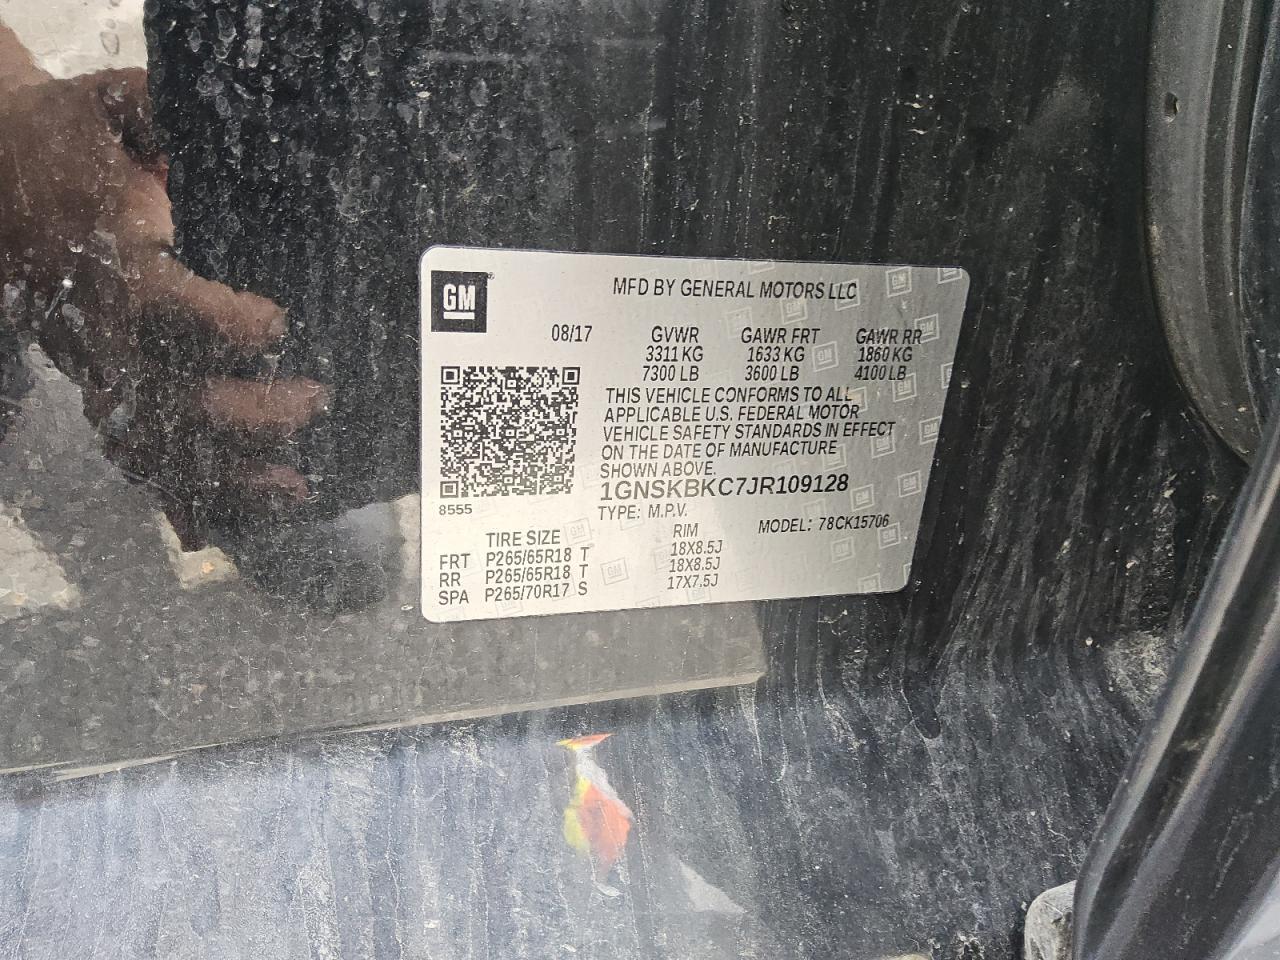 GM
MFD BY GENERAL MOTORS LLC
08/17 GVWR GAWR FRT GAWR RR
3311 KG 1633 KG 1860 KG
7300 LB 3600 LB 4100 LB
THIS VEHICLE CONFORMS TO ALL
APPLICABLE U.S. FEDERAL MOTOR
VEHICLE SAFETY STANDARDS IN EFFECT
ON THE DATE OF MANUFACTURE
SHOWN ABOVE.
1GNSKBKC7JR109128
8555
TYPE: M.P.V. MODEL: 78CK15706
TIRE SIZE RIM
FRT P265/65R18 T 18X8.5J
RR P265/65R18 T 18X8.5J
SPA P265/70R17 S 17X7.5J